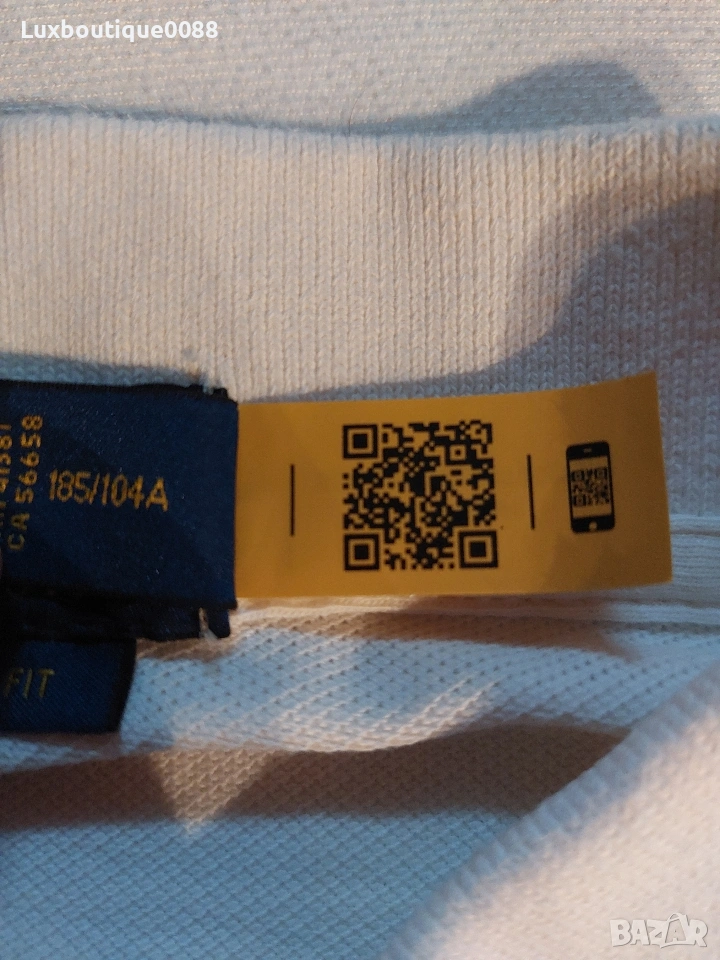 Luxboutique0088
CA 56658
185/104A
FIT
BAZAR